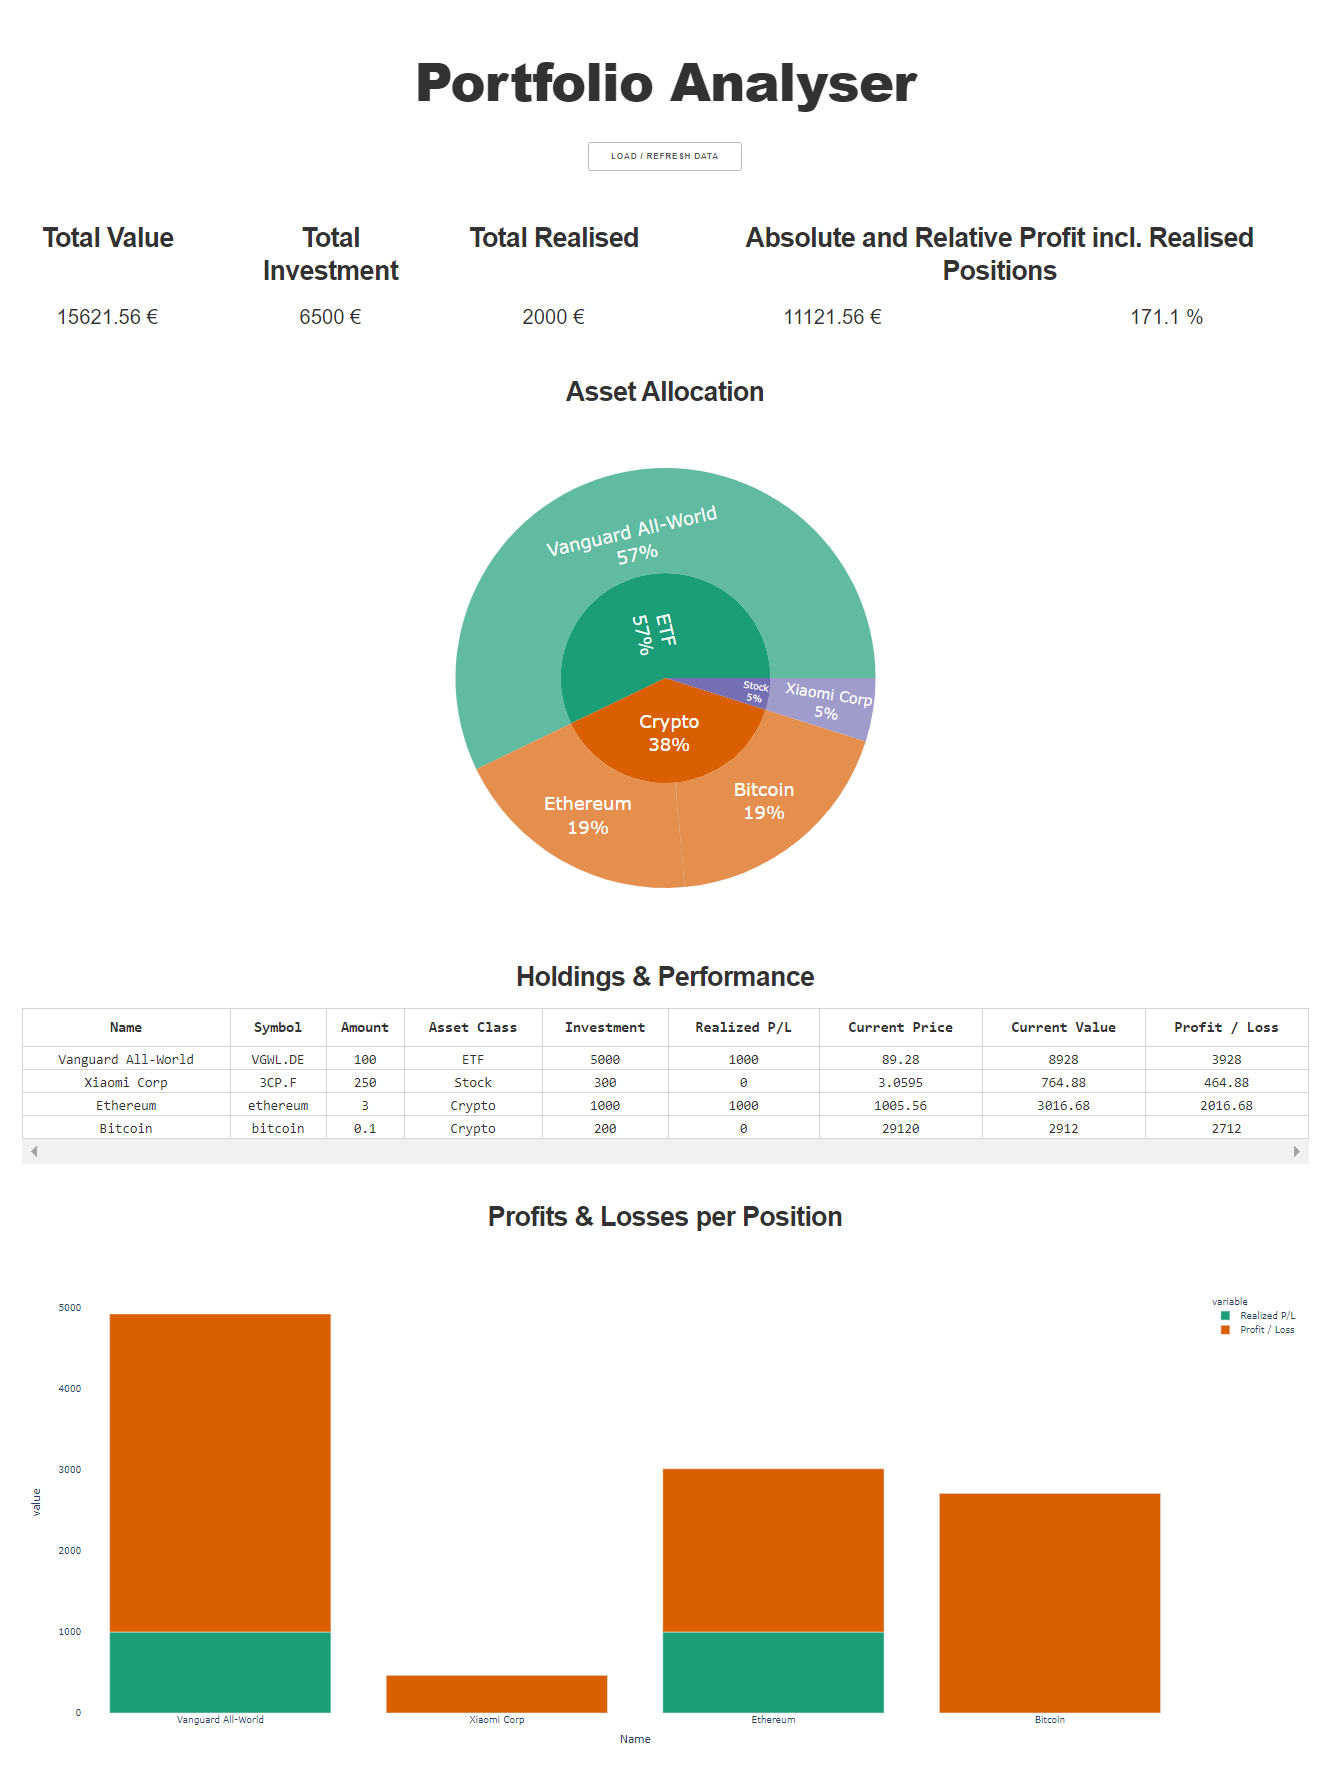 Portfolio Analyser
LOAD / REFRESH DATA
Total Value
Total
Investment
Total Realised
Absolute and Relative Profit incl. Realised
Positions
15621.56 €
6500 €
2000 €
11121.56 €
171.1 %
Asset Allocation
Vanguard All-World
57%
ETF
57%
Stock
5%
Xiaomi Corp
5%
Crypto
38%
Ethereum
19%
Bitcoin
19%
Holdings & Performance
Name Symbol Amount Asset Class Investment Realized P/L Current Price Current Value Profit / Loss
Vanguard All-World VGWL.DE 100 ETF 5000 1000 89.28 8928 3928
Xiaomi Corp 3CP.F 250 Stock 300 0 3.0595 764.88 464.88
Ethereum ethereum 3 Crypto 1000 1000 1005.56 3016.68 2016.68
Bitcoin bitcoin 0.1 Crypto 200 0 29120 2912 2712
Profits & Losses per Position
variable
Realized P/L
Profit / Loss
5000
4000
3000
2000
1000
0
value
Vanguard All-World
Xiaomi Corp
Ethereum
Bitcoin
Name